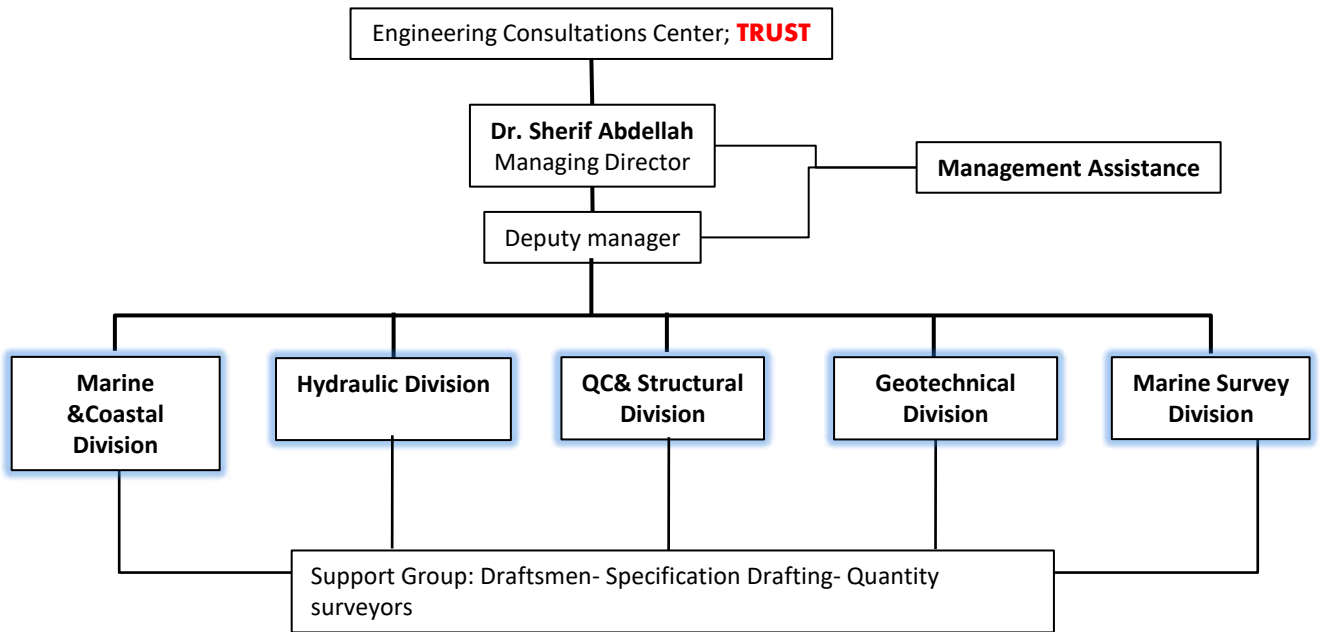 Engineering Consultations Center; TRUST
Dr. Sherif Abdellah
Managing Director
Management Assistance
Deputy manager
Marine
&Coastal
Division
Hydraulic Division
QC& Structural
Division
Geotechnical
Division
Marine Survey
Division
Support Group: Draftsmen- Specification Drafting- Quantity
surveyors